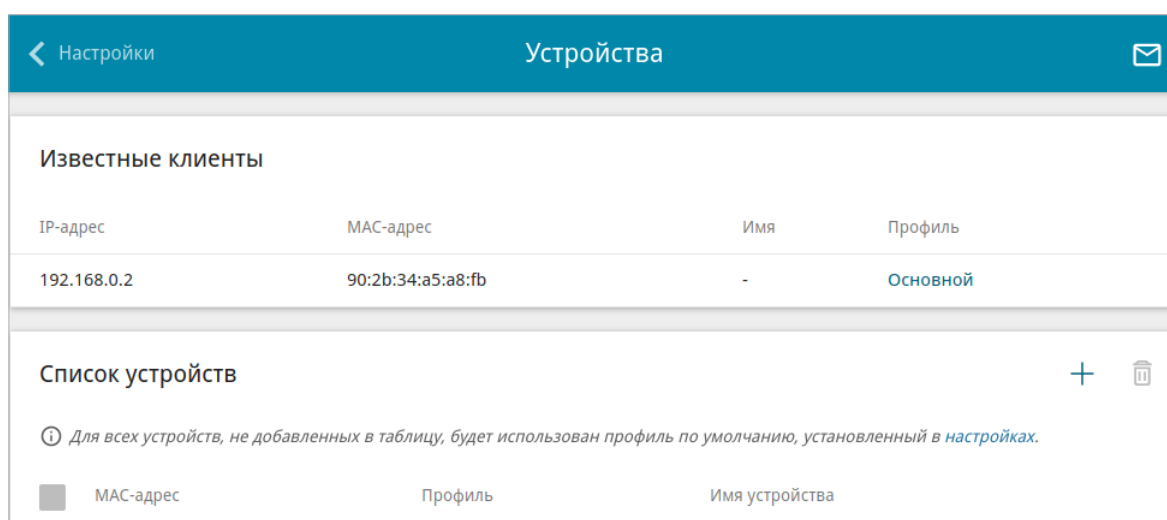 Настройки
Устройства
Известные клиенты
IP-адрес MAC-адрес Имя Профиль
192.168.0.2 90:2b:34:a5:a8:fb - Основной
Список устройств
Для всех устройств, не добавленных в таблицу, будет использован профиль по умолчанию, установленный в настройках.
MAC-адрес Профиль Имя устройства